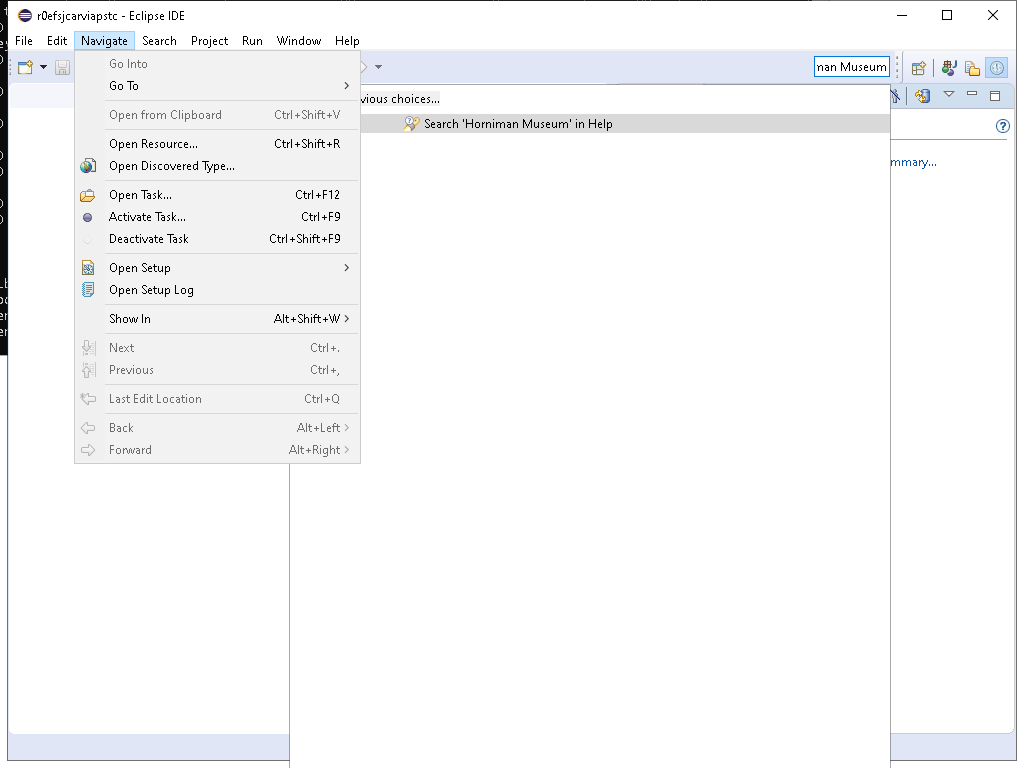 r0efsjcarviapstc - Eclipse IDE
File Edit Navigate Search Project Run Window Help
nan Museum
Go Into
Go To
Open from Clipboard Ctrl+Shift+V
Open Resource... Ctrl+Shift+R
Open Discovered Type...
Open Task... Ctrl+F12
Activate Task... Ctrl+F9
Deactivate Task Ctrl+Shift+F9
Open Setup
Open Setup Log
Show In Alt+Shift+W
Next Ctrl+.
Previous Ctrl+,
Last Edit Location Ctrl+Q
Back Alt+Left
Forward Alt+Right
vious choices...
Search 'Horniman Museum' in Help
mmary...